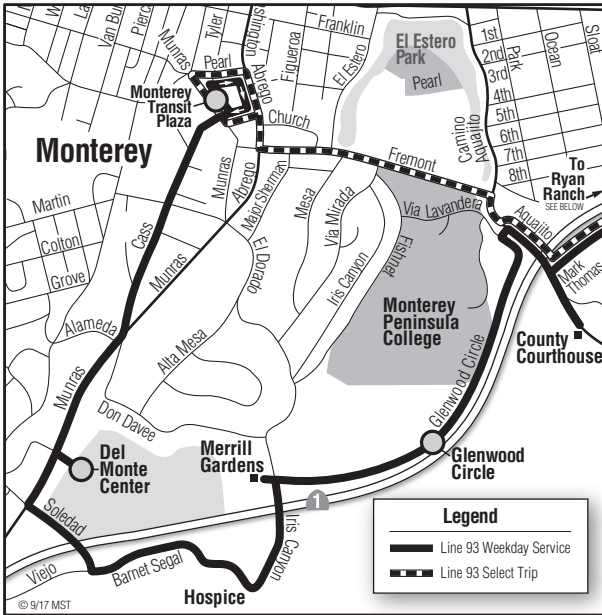 Van Bu
Pierc
Tyler
shington
Franklin
Figueroa
El Estero
Munras
Pearl
Abrego
El Estero
Park
Pearl
1st
2nd
3rd
4th
5th
6th
7th
8th
Park
Ocean
Sloat
Monterey
Transit
Plaza
Church
Camino
Aguajito
Fremont
Monterey
Munras
Abrego
Major Sherman
Mesa
Via Mirada
To
Ryan
Ranch
SEE BELOW
Martin
Colton
Grove
Cass
Munras
El Dorado
Iris Canyon
Fishnet
Via Lavandera
Aguajito
Mark
Thomas
Monterey
Peninsula
College
County
Courthouse
Alameda
Alta Mesa
Munras
Glenwood Circle
Don Davee
Del
Monte
Center
Merrill
Gardens
Glenwood
Circle
1
Soledad
Iris
Canyon
Viejo
Barnet Segal
Hospice
Legend
Line 93 Weekday Service
Line 93 Select Trip
© 9/17 MST